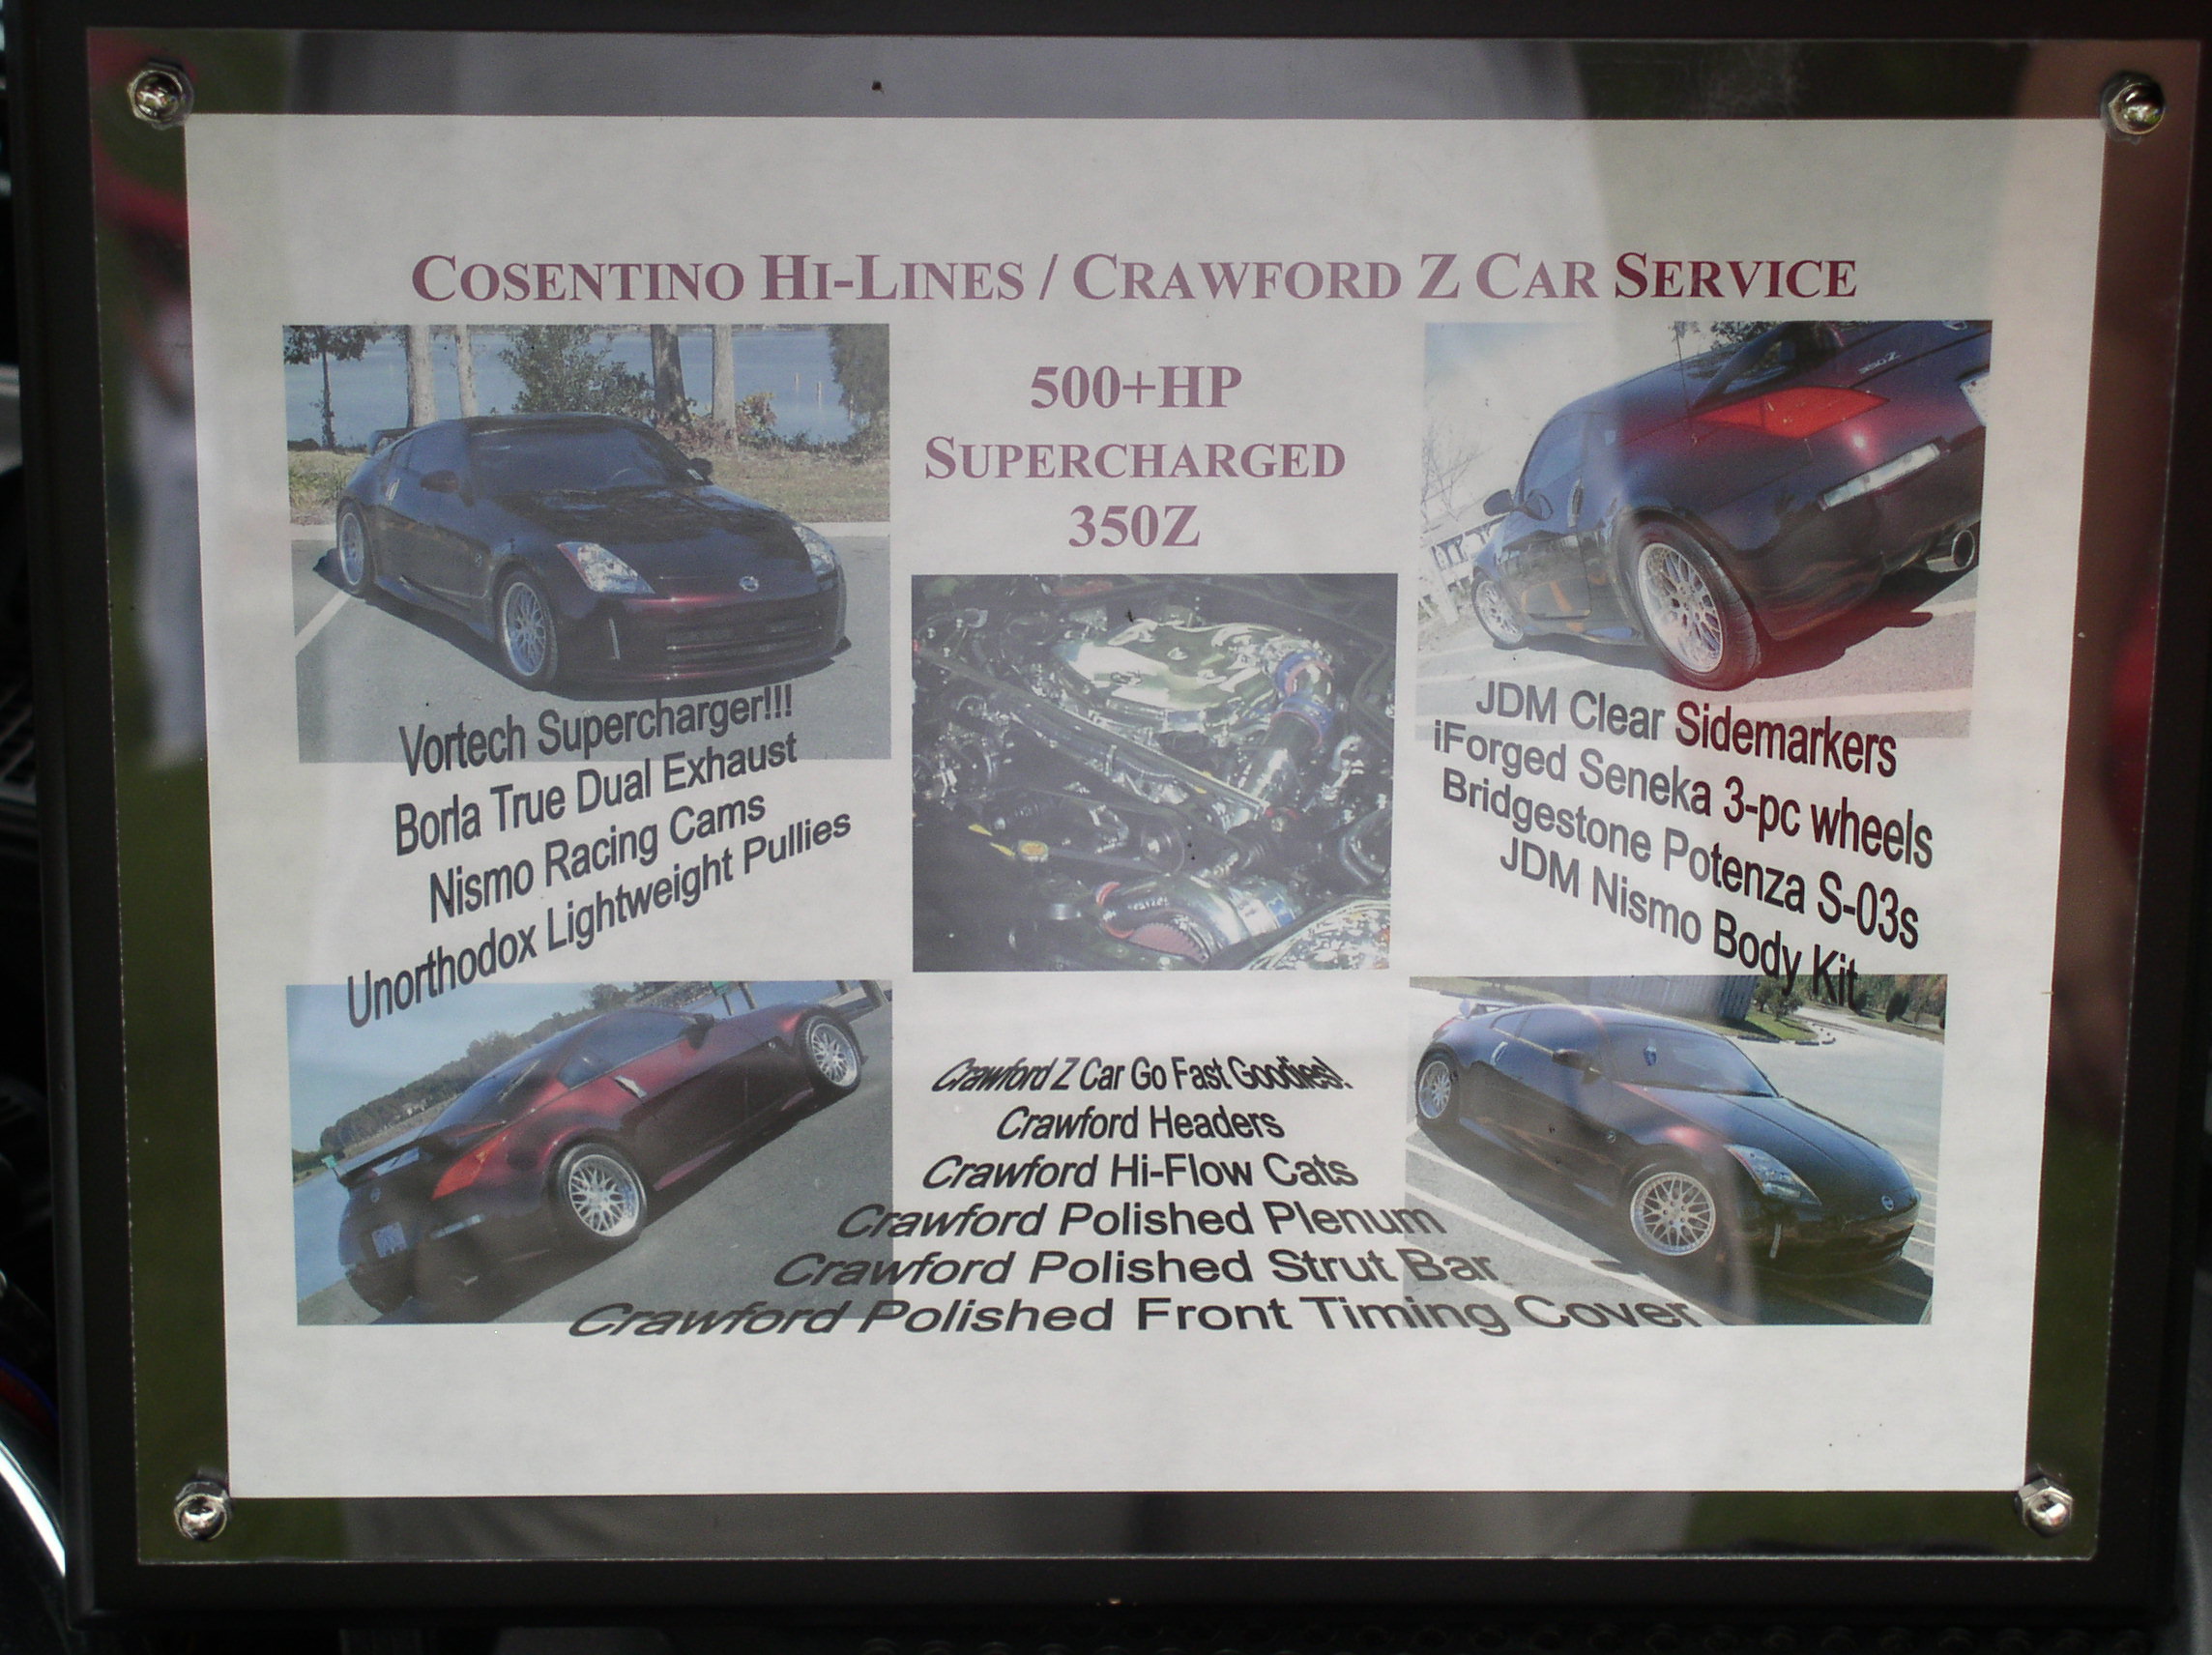 COSENTINO HI-LINES / CRAWFORD Z CAR SERVICE
500+HP
SUPERCHARGED
350Z
350Z
Vortech Supercharger!!!
Borla True Dual Exhaust
Nismo Racing Cams
Unorthodox Lightweight Pullies
JDM Clear Sidemarkers
iForged Seneka 3-pc wheels
Bridgestone Potenza S-03s
JDM Nismo Body Kit
Crawford Z Car Go Fast Goodies!
Crawford Headers
Crawford Hi-Flow Cats
Crawford Polished Plenum
Crawford Polished Strut Bar
Crawford Polished Front Timing Cover